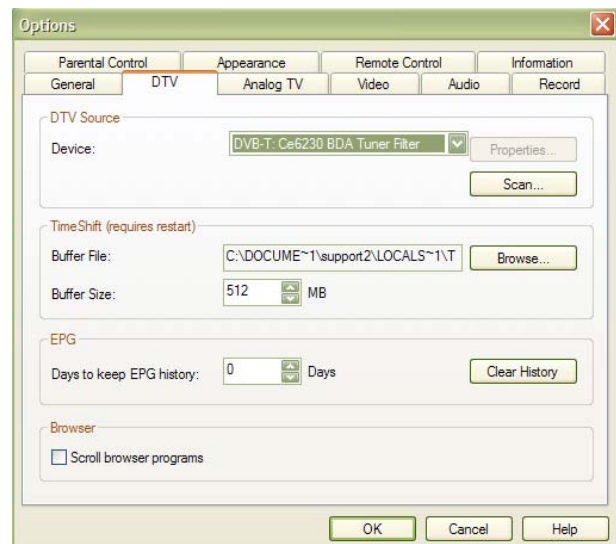 Options
Parental Control Appearance Remote Control Information
General DTV Analog TV Video Audio Record
DTV Source
Device: DVB-T: Ce6230 BDA Tuner Filter Properties...
Scan...
TimeShift (requires restart)
Buffer File: C:\DOCUME~1\support2\LOCALS~1\T Browse...
Buffer Size: 512 MB
EPG
Days to keep EPG history: 0 Days Clear History
Browser
Scroll browser programs
OK Cancel Help